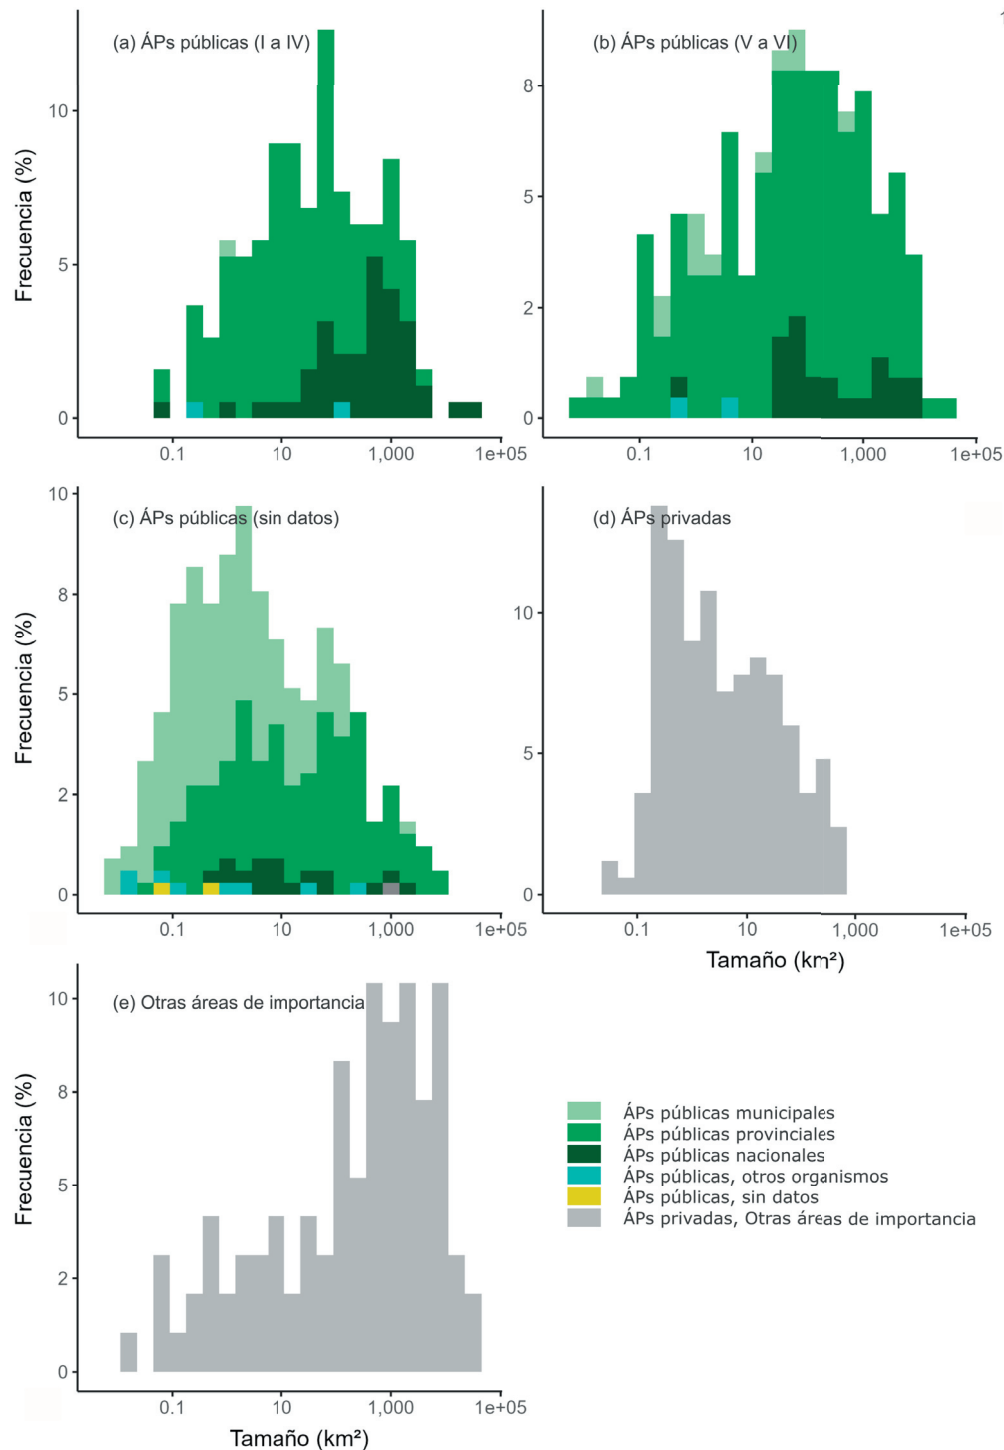 (a) ÁPs públicas (I a IV)
Frecuencia (%)
10
5
0
0.1
10
1,000
1e+05
(b) ÁPs públicas (V a VI)
8
5
2
0
0.1
10
1,000
1e+05
(c) ÁPs públicas (sin datos)
Frecuencia (%)
10
8
5
2
0
0.1
10
1,000
1e+05
(d) ÁPs privadas
10
5
0
0.1
10
1,000
1e+05
Tamaño (km²)
(e) Otras áreas de importancia
Frecuencia (%)
10
8
5
2
0
0.1
10
1,000
1e+05
Tamaño (km²)
ÁPs públicas municipales
ÁPs públicas provinciales
ÁPs públicas nacionales
ÁPs públicas, otros organismos
ÁPs públicas, sin datos
ÁPs privadas, Otras áreas de importancia